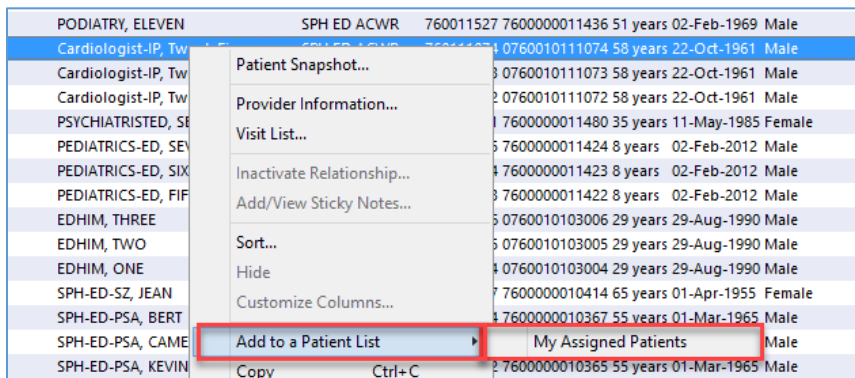 PODIATRY, ELEVEN SPH ED ACWR 760011527 7600000011436 51 years 02-Feb-1969 Male
Cardiologist-IP, 0760010111074 58 years 22-Oct-1961 Male
Cardiologist-IP, Tw Patient Snapshot... 0760010111073 58 years 22-Oct-1961 Male
Cardiologist-IP, Tw Provider Information... 0760010111072 58 years 22-Oct-1961 Male
PSYCHIATRISTED, SE Visit List... 7600000011480 35 years 11-May-1985 Female
PEDIATRICS-ED, SEV 7600000011424 8 years 02-Feb-2012 Male
PEDIATRICS-ED, SIX Inactivate Relationship... 7600000011423 8 years 02-Feb-2012 Male
PEDIATRICS-ED, FIF Add/View Sticky Notes... 7600000011422 8 years 02-Feb-2012 Male
EDHIM, THREE 0760010103006 29 years 29-Aug-1990 Male
EDHIM, TWO Sort... 0760010103005 29 years 29-Aug-1990 Male
EDHIM, ONE Hide 0760010103004 29 years 29-Aug-1990 Male
SPH-ED-SZ, JEAN Customize Columns... 7600000010414 65 years 01-Apr-1955 Female
SPH-ED-PSA, BERT 7600000010367 55 years 01-Mar-1965 Male
SPH-ED-PSA, CAME Add to a Patient List My Assigned Patients Male
SPH-ED-PSA, KEVIN Copy Ctrl+C 7600000010365 55 years 01-Mar-1965 Male